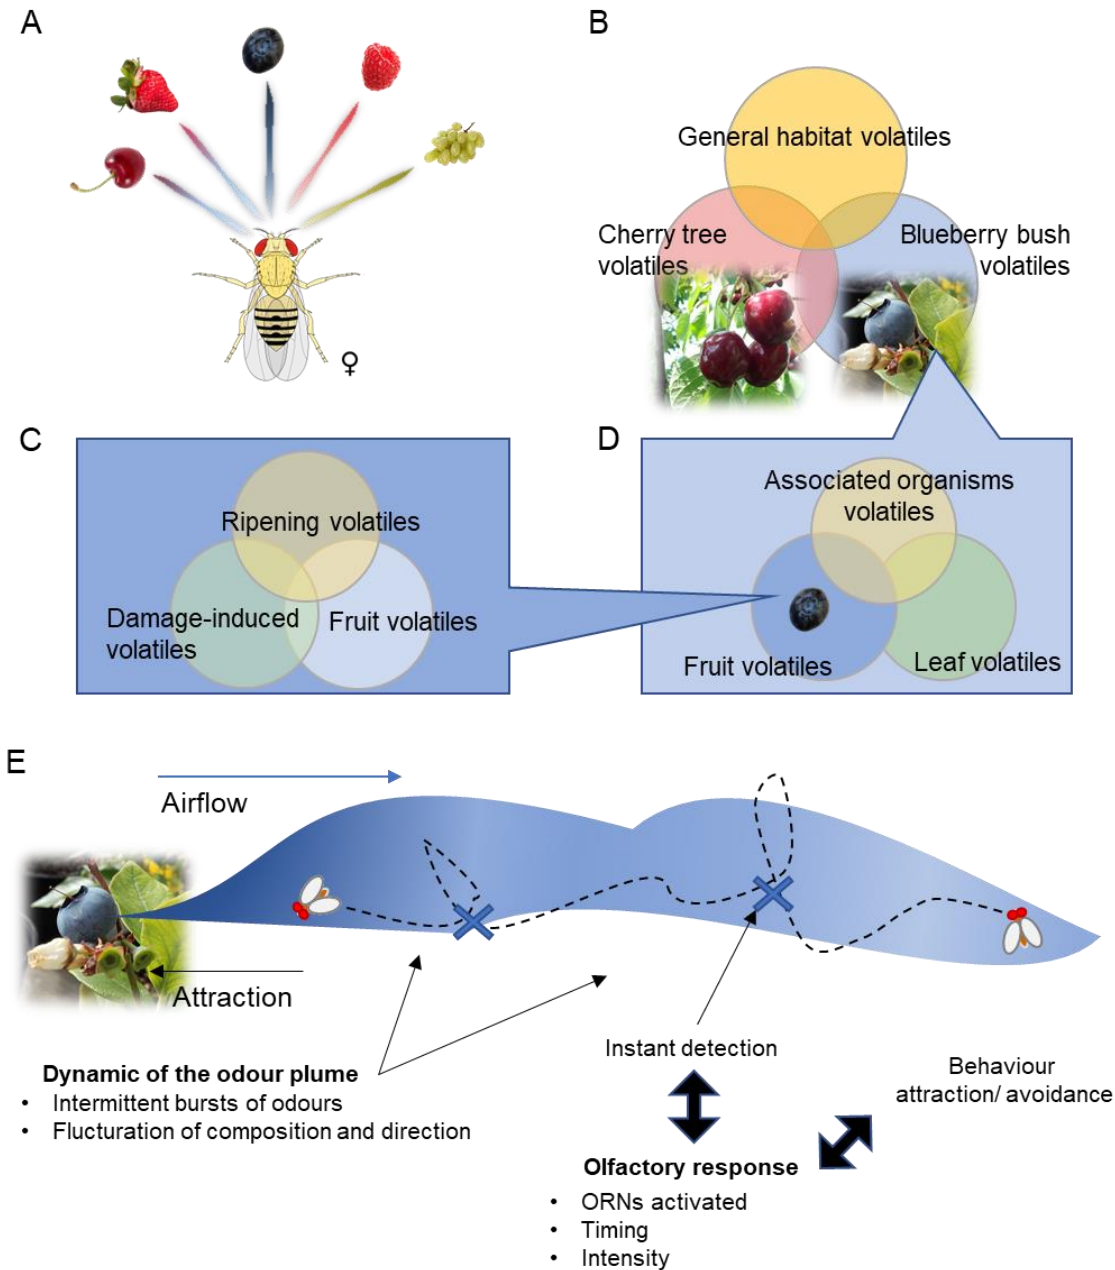 A
B
General habitat volatiles
Cherry tree
volatiles
Blueberry bush
volatiles
♀
C
Ripening volatiles
Damage-induced
volatiles
Fruit volatiles
D
Associated organisms
volatiles
Fruit volatiles
Leaf volatiles
E
Airflow
Attraction
Dynamic of the odour plume
• Intermittent bursts of odours
• Flucturation of composition and direction
Instant detection
Behaviour
attraction/ avoidance
Olfactory response
• ORNs activated
• Timing
• Intensity